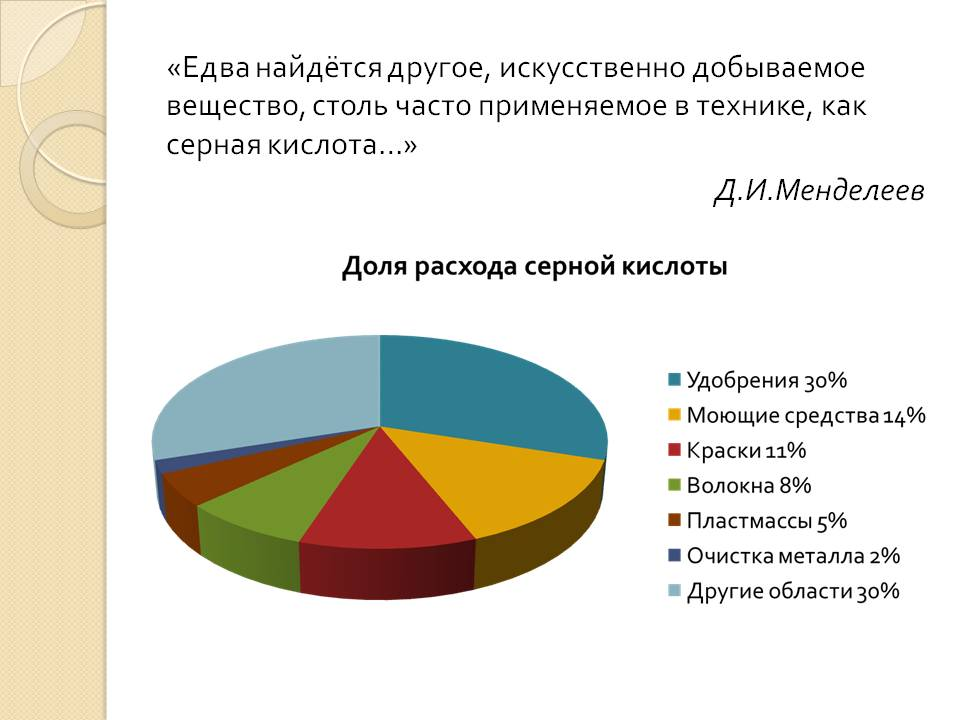 «Едва найдётся другое, искусственно добываемое
вещество, столь часто применяемое в технике, как
серная кислота...»
Д.И.Менделеев
Доля расхода серной кислоты
Удобрения 30%
Моющие средства 14%
Краски 11%
Волокна 8%
Пластмассы 5%
Очистка металла 2%
Другие области 30%